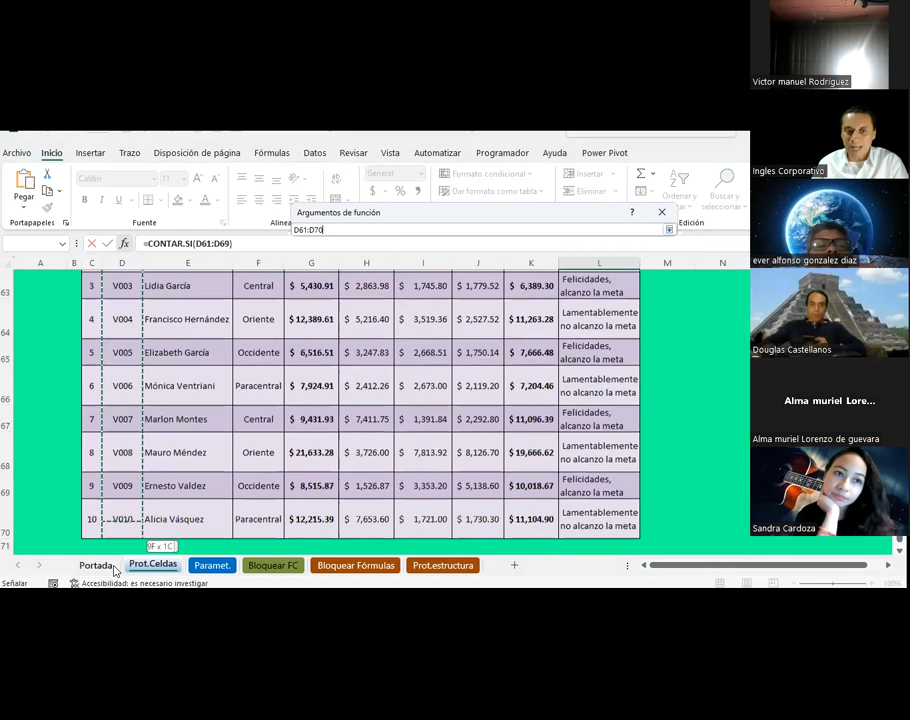 Archivo Inicio Insertar Trazo Disposición de página Fórmulas Datos Revisar Vista Automatizar Programador Ayuda Power Pivot
Pegar
Calibri 11
General
Formato condicional
Dar formato como tabla
Insertar
Eliminar
Ordenar y
Buscar y
seleccionar
Portapapeles
Fuente
Alinea
Edición
Argumentos de función ? ×
D61:D70
=CONTAR.SI(D61:D69)
A B C D E F G H I J K L M N
63 3 V003 Lidia García Central $ 5,430.91 $ 2,863.98 $ 1,745.80 $ 1,779.52 $ 6,389.30 Felicidades, alcanzo la meta
64 4 V004 Francisco Hernández Oriente $ 12,389.61 $ 5,216.40 $ 3,519.36 $ 2,527.52 $ 11,263.28 Lamentablemente no alcanzo la meta
65 5 V005 Elizabeth García Occidente $ 6,516.51 $ 3,247.83 $ 2,668.51 $ 1,750.14 $ 7,666.48 Felicidades, alcanzo la meta
66 6 V006 Mónica Ventriani Paracentral $ 7,924.91 $ 2,412.26 $ 2,673.00 $ 2,119.20 $ 7,204.46 Lamentablemente no alcanzo la meta
67 7 V007 Marlon Montes Central $ 9,431.93 $ 7,411.75 $ 1,391.84 $ 2,292.80 $ 11,096.39 Felicidades, alcanzo la meta
68 8 V008 Mauro Méndez Oriente $ 21,633.28 $ 3,726.00 $ 7,813.92 $ 8,126.70 $ 19,666.62 Lamentablemente no alcanzo la meta
69 9 V009 Ernesto Valdez Occidente $ 8,515.87 $ 1,526.87 $ 3,353.20 $ 5,138.60 $ 10,018.67 Felicidades, alcanzo la meta
70 10 V010 Alicia Vásquez Paracentral $ 12,215.39 $ 7,653.60 $ 1,721.00 $ 1,730.30 $ 11,104.90 Lamentablemente no alcanzo la meta
71
9F x 1C
Portada Prot.Celdas Paramet. Bloquear FC Bloquear Fórmulas Prot.estructura
Señalar Accesibilidad: es necesario investigar 100%
Victor manuel Rodríguez
Ingles Corporativo
ever alfonso gonzalez diaz
Douglas Castellanos
Alma muriel Lore...
Alma muriel Lorenzo de guevara
Sandra Cardoza